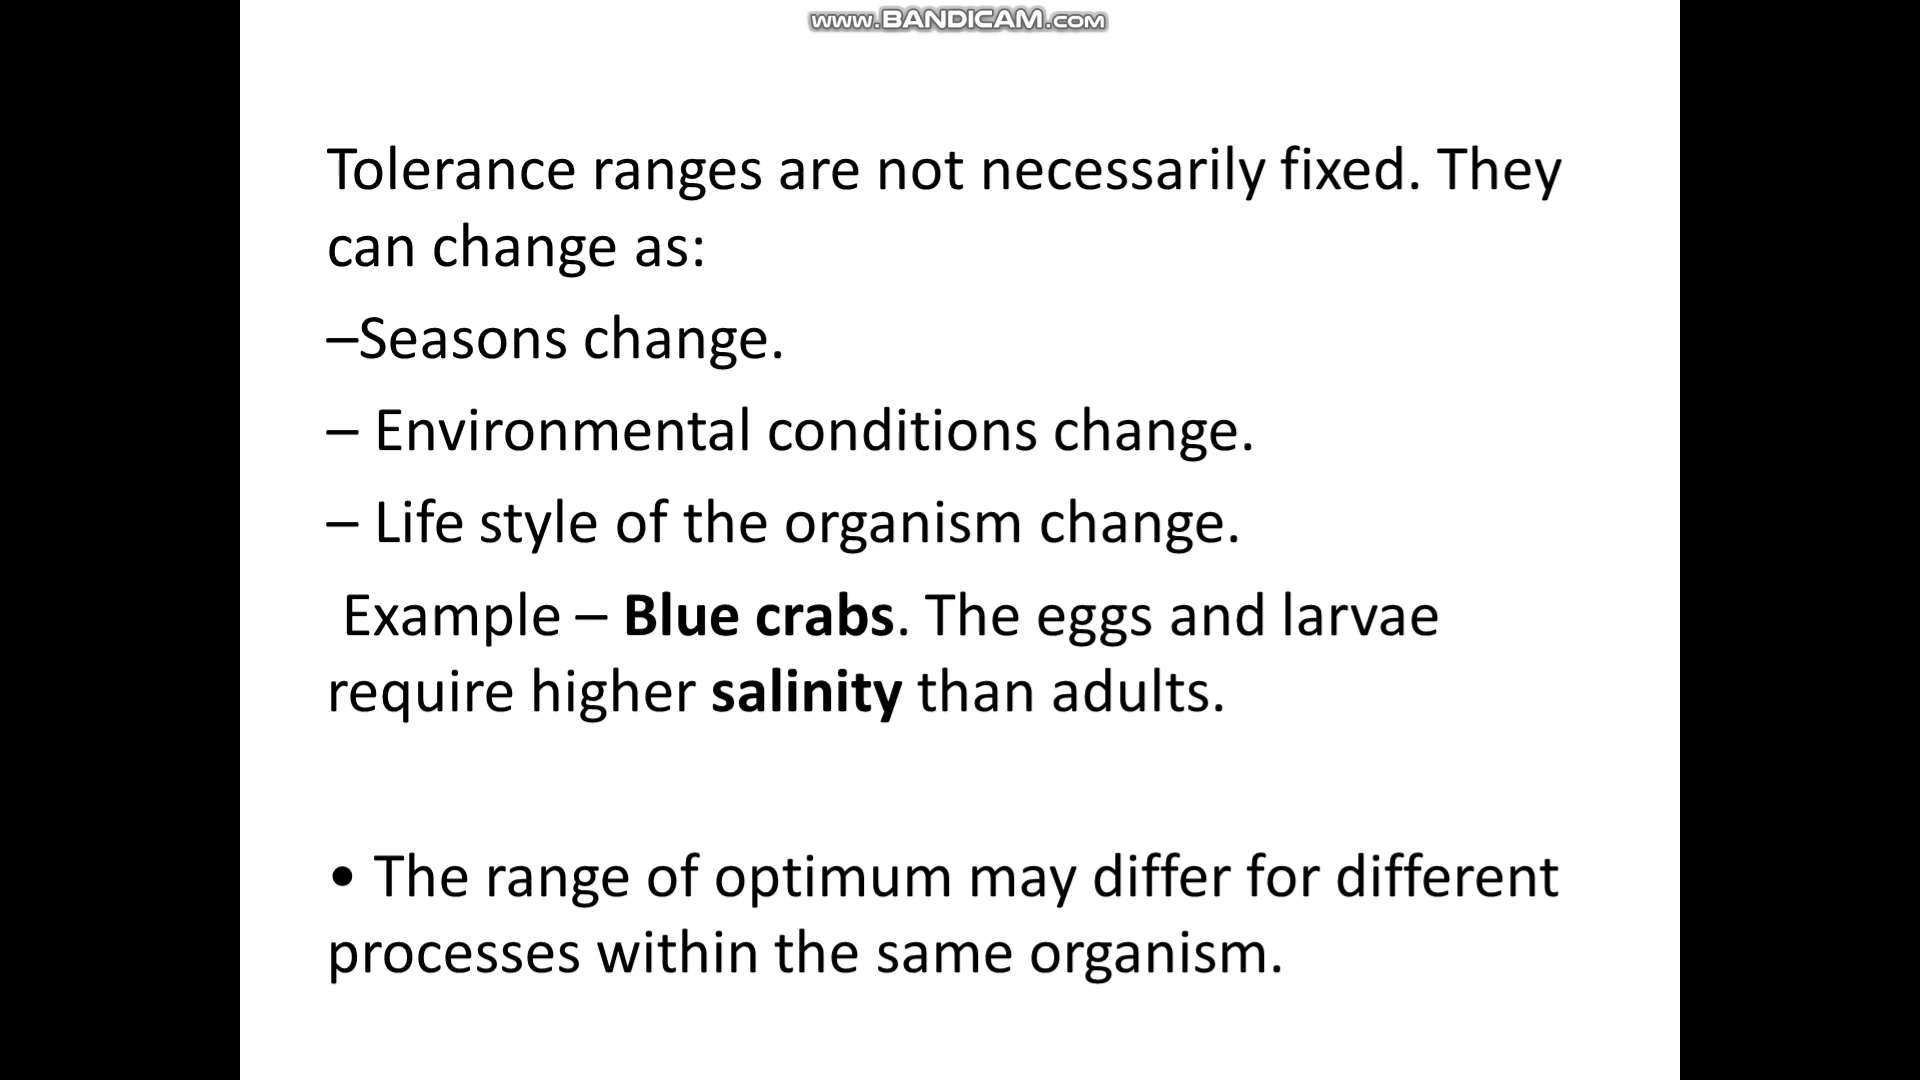 www.BANDICAM.com
Tolerance ranges are not necessarily fixed. They
can change as:
–Seasons change.
– Environmental conditions change.
– Life style of the organism change.
Example – Blue crabs. The eggs and larvae
require higher salinity than adults.
• The range of optimum may differ for different
processes within the same organism.